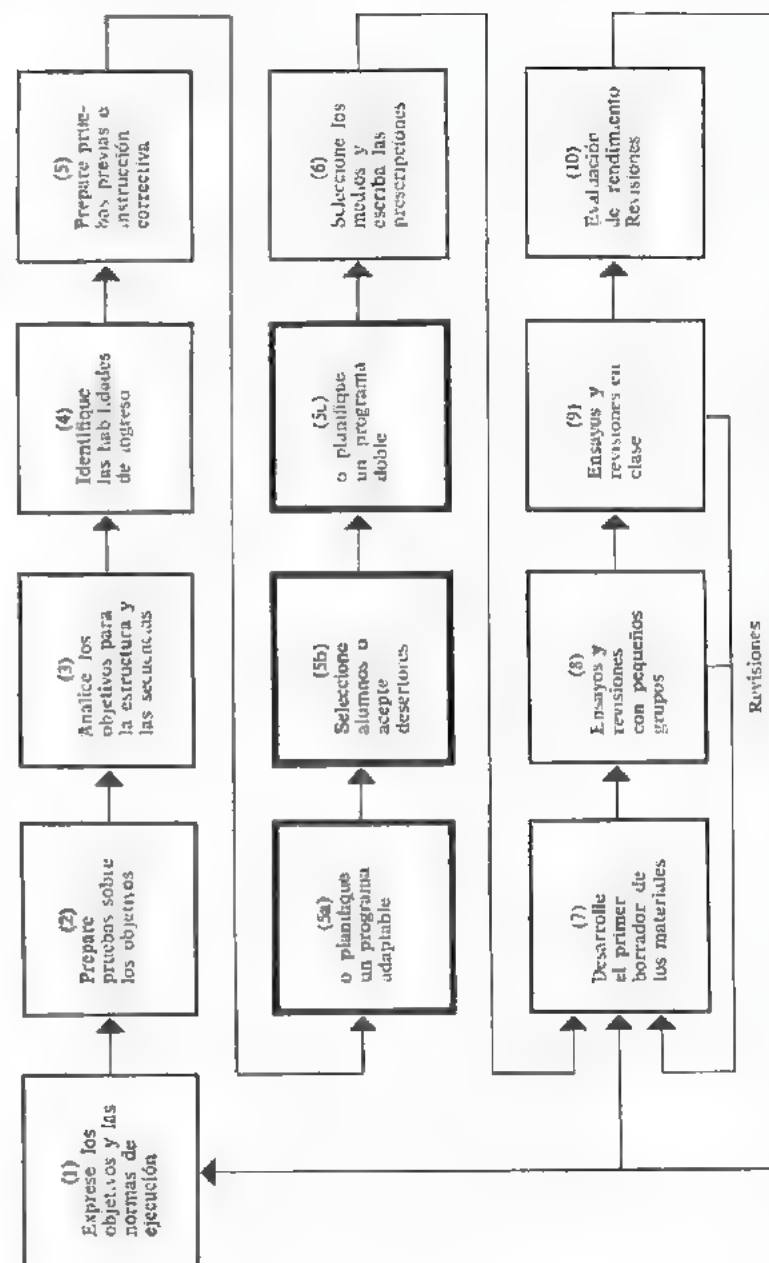 (1)
Exprese los
objetivos y las
normas de
ejecución
(2)
Prepare
pruebas sobre
los objetivos
(3)
Analice los
objetivos para
la estructura y
las secuencias
(4)
Identifique
las habilidades
de ingreso
(5)
Prepare prue-
bas previas o
instrucción
correctiva
(5a)
o planifique
un programa
adaptable
(5b)
Seleccione
alumnos o
acepte
desertores
(5c)
o planifique
un programa
doble
(6)
Seleccione los
medios y
escriba las
prescripciones
(7)
Desarrolle
el primer
borrador de
los materiales
(8)
Ensayos y
revisiones
con pequeños
grupos
(9)
Ensayos y
revisiones en
clase
(10)
Evaluación
de rendimiento
Revisiones
Revisiones